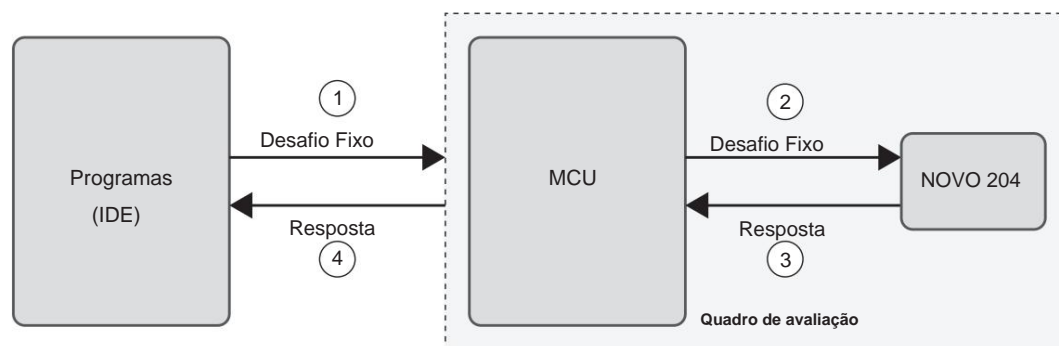 Programas
(IDE)
1
Desafio Fixo
Resposta
4
MCU
2
Desafio Fixo
Resposta
3
NOVO 204
Quadro de avaliação